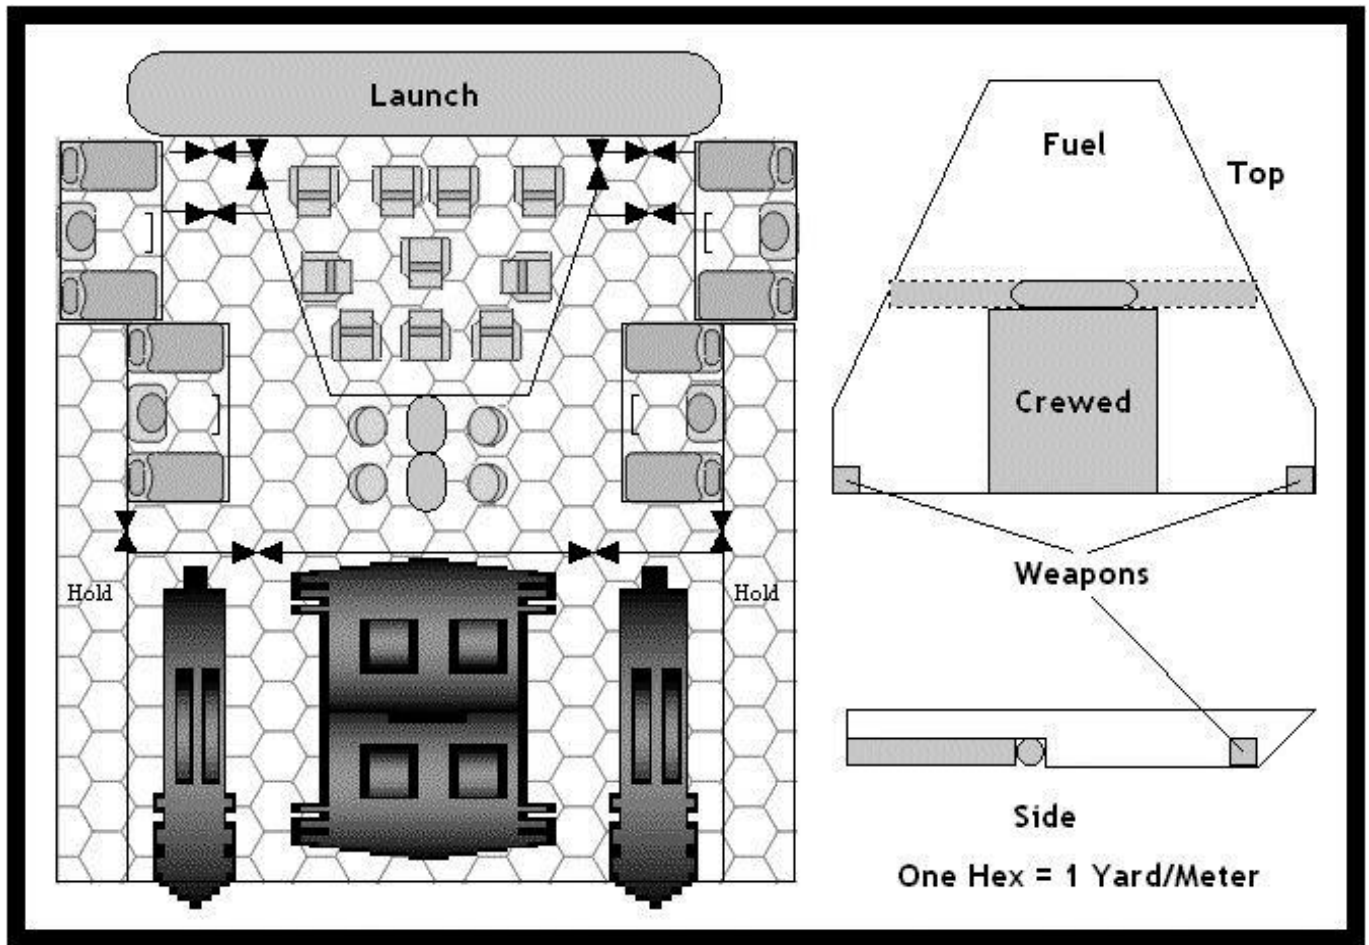 Launch
Hold
Hold
Fuel
Top
Crewed
Weapons
Side
One Hex = 1 Yard/Meter